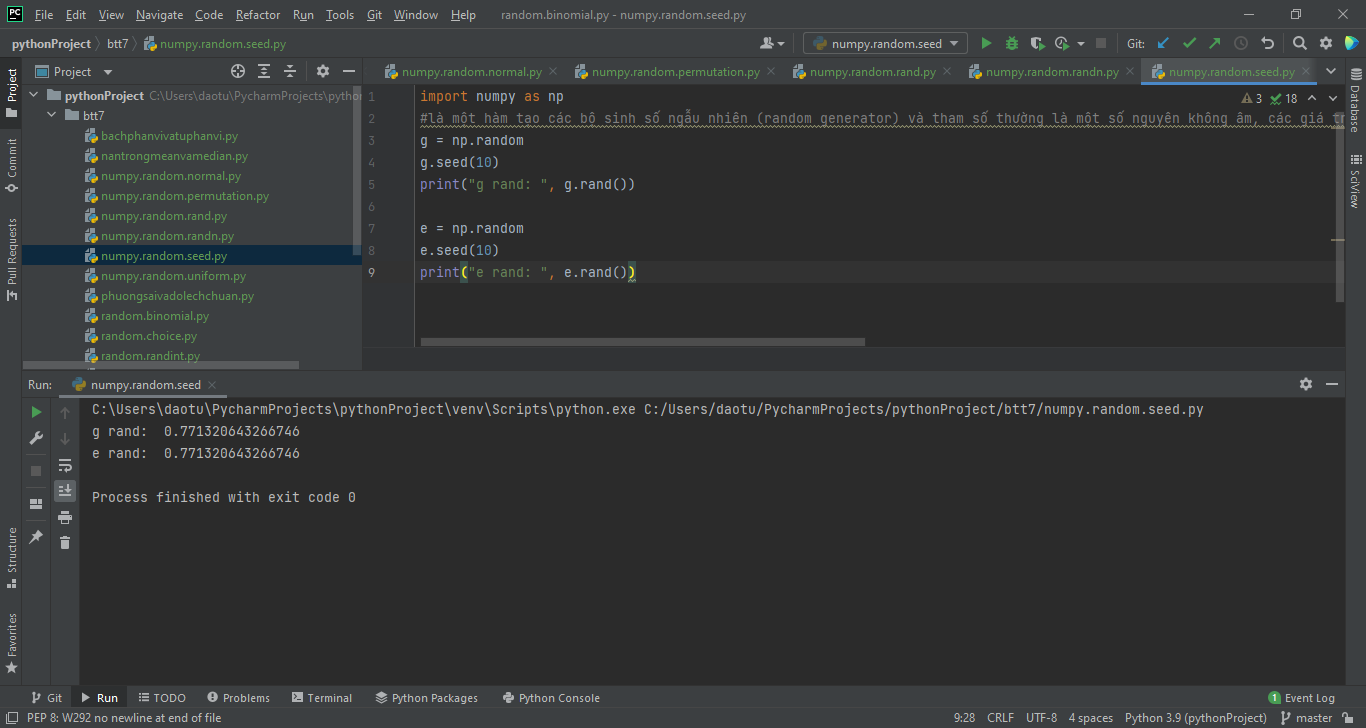 PC File Edit View Navigate Code Refactor Run Tools Git Window Help random.binomial.py - numpy.random.seed.py
pythonProject btt7 numpy.random.seed.py numpy.random.seed Git:
Project numpy.random.normal.py numpy.random.permutation.py numpy.random.rand.py numpy.random.randn.py numpy.random.seed.py
pythonProject C:\Users\daotu\PycharmProjects\pytho
btt7
bachphanvivatuphanvi.py
nantrongmeanvamedian.py
numpy.random.normal.py
numpy.random.permutation.py
numpy.random.rand.py
numpy.random.randn.py
numpy.random.seed.py
numpy.random.uniform.py
phuongsaivadolechchuan.py
random.binomial.py
random.choice.py
random.randint.py
Project
Commit
Pull Requests
Structure
Favorites
1 import numpy as np
2 #là một hàm tạo các bộ sinh số ngẫu nhiên (random generator) và tham số thường là một số nguyên không âm, các giá tr
3 g = np.random
4 g.seed(10)
5 print("g rand: ", g.rand())
6
7 e = np.random
8 e.seed(10)
9 print("e rand: ", e.rand())
3 18
Database
SciView
Run: numpy.random.seed
C:\Users\daotu\PycharmProjects\pythonProject\venv\Scripts\python.exe C:/Users/daotu/PycharmProjects/pythonProject/btt7/numpy.random.seed.py
g rand:  0.771320643266746
e rand:  0.771320643266746
Process finished with exit code 0
Git Run TODO Problems Terminal Python Packages Python Console 1 Event Log
PEP 8: W292 no newline at end of file 9:28 CRLF UTF-8 4 spaces Python 3.9 (pythonProject) master